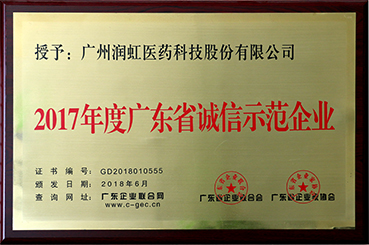 授予：广州润虹医药科技股份有限公司
2017年度广东省诚信示范企业
证书编号：GD2018010555
颁发日期：2018年6月
查询网址：广东企业联合网
www.c-gec.cn
广东省企业联合会 广东省企业家协会